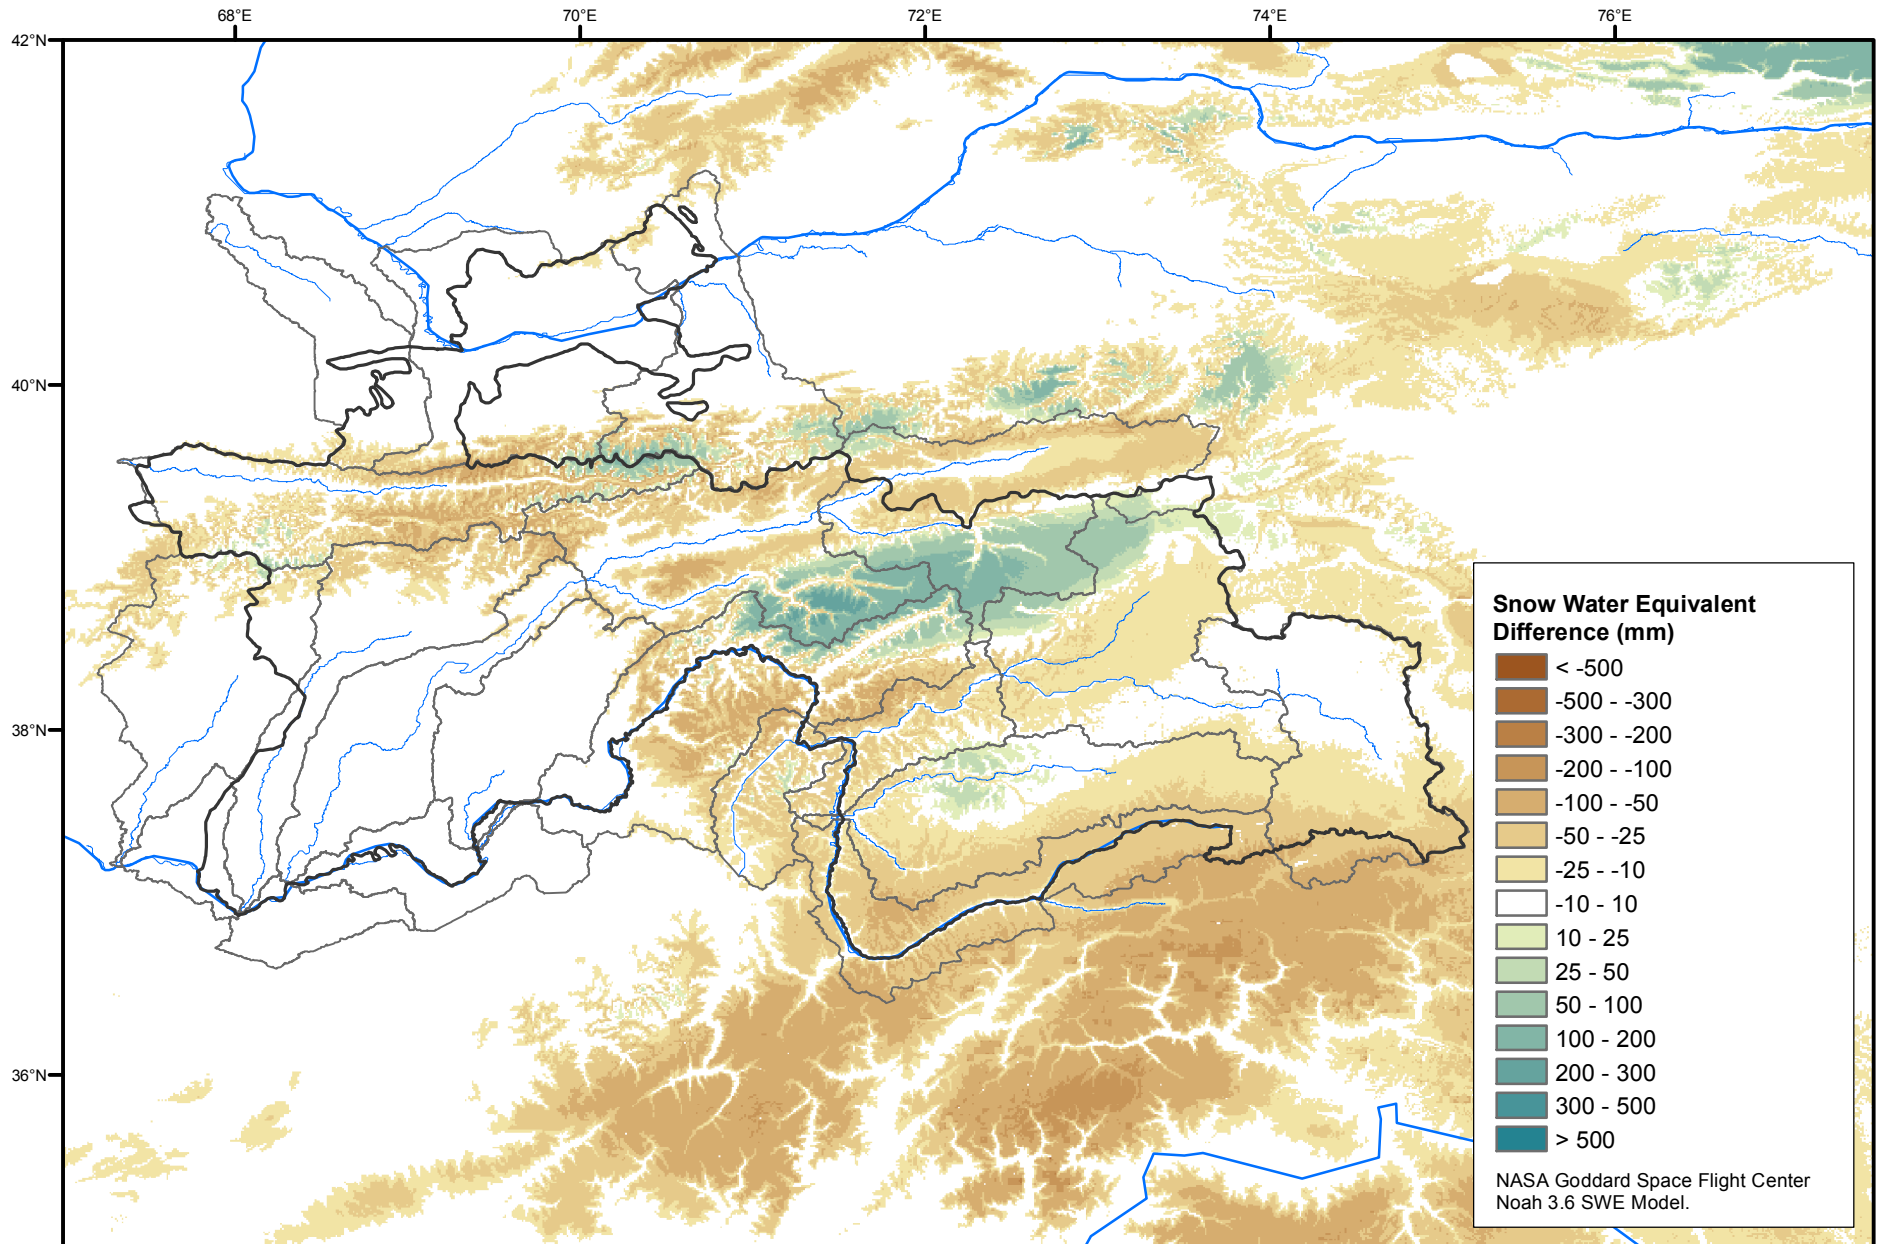 68°E
70°E
72°E
74°E
76°E
42°N
40°N
38°N
36°N
Snow Water Equivalent
Difference (mm)
< -500
-500 - -300
-300 - -200
-200 - -100
-100 - -50
-50 - -25
-25 - -10
-10 - 10
10 - 25
25 - 50
50 - 100
100 - 200
200 - 300
300 - 500
> 500
NASA Goddard Space Flight Center
Noah 3.6 SWE Model.